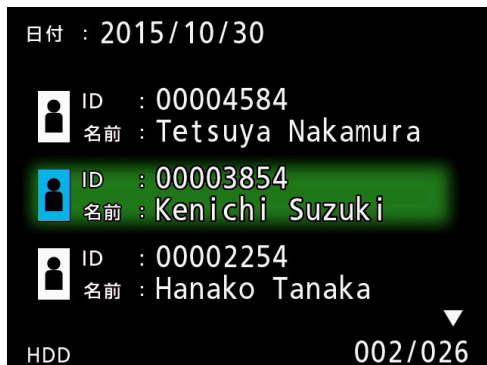 日付 : 2015/10/30
ID : 00004584
名前 : Tetsuya Nakamura
ID : 00003854
名前 : Kenichi Suzuki
ID : 00002254
名前 : Hanako Tanaka
▼
HDD 002/026